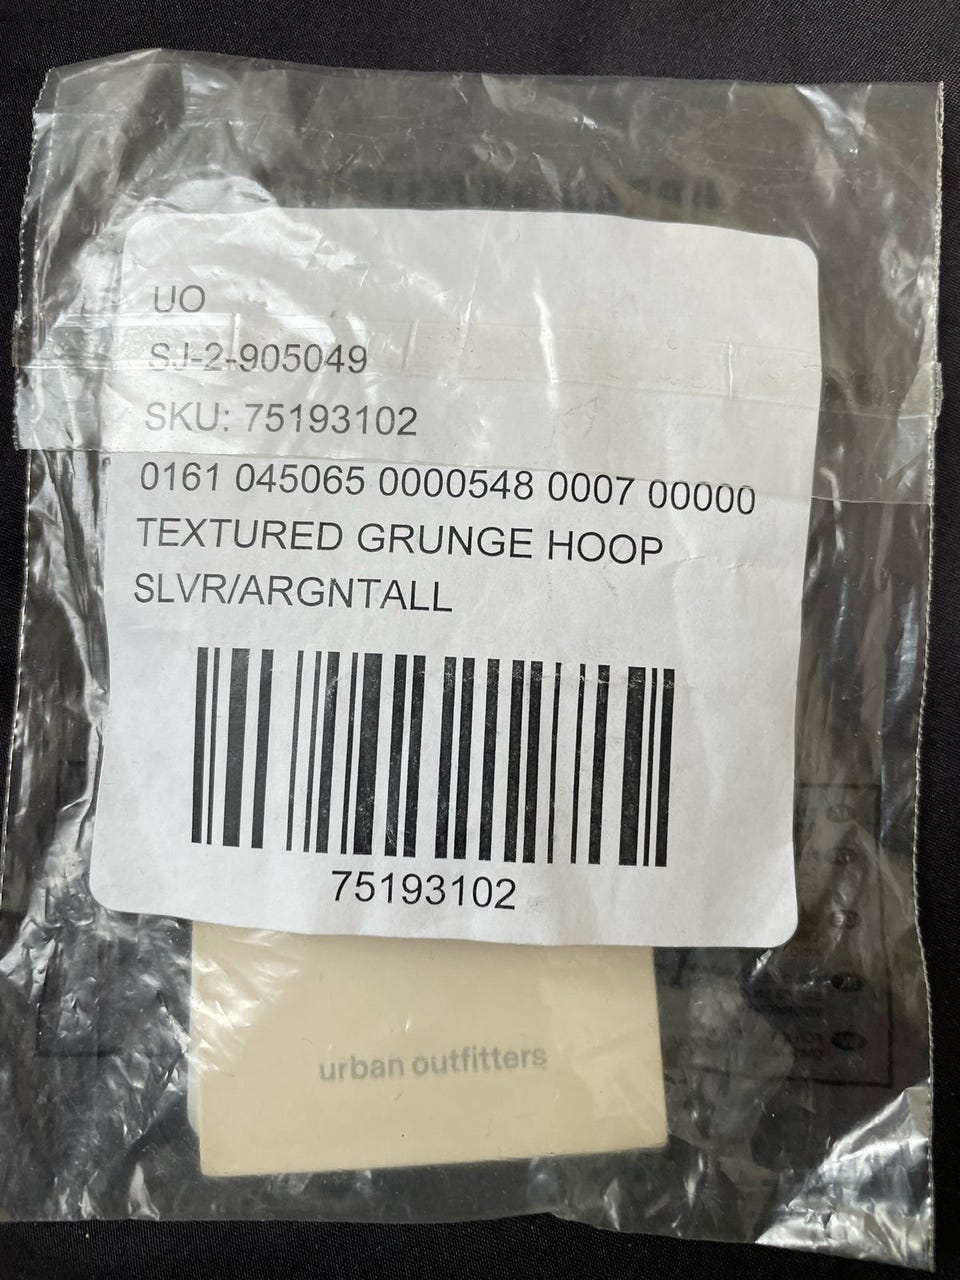 UO
SJ-2-905049
SKU: 75193102
0161 045065 0000548 0007 00000
TEXTURED GRUNGE HOOP
SLVR/ARGNTALL
75193102
urban outfitters